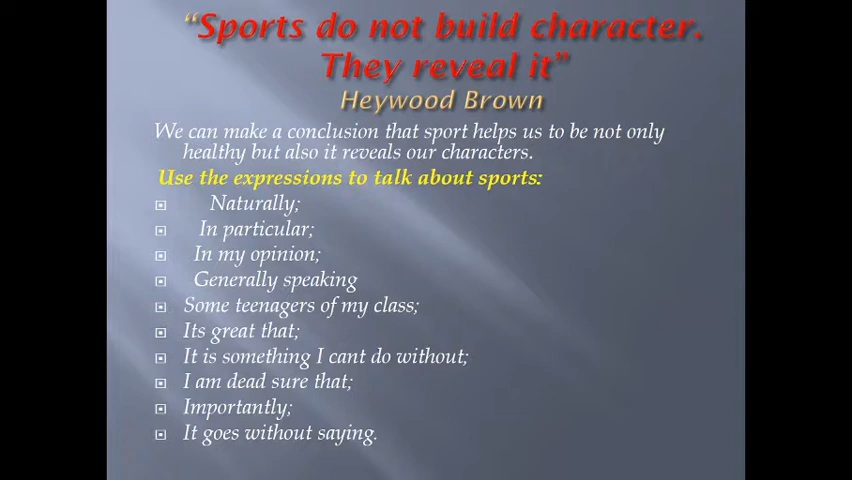 “Sports do not build character.
They reveal it”
Heywood Brown
We can make a conclusion that sport helps us to be not only
healthy but also it reveals our characters.
Use the expressions to talk about sports:
Naturally;
In particular;
In my opinion;
Generally speaking
Some teenagers of my class;
Its great that;
It is something I cant do without;
I am dead sure that;
Importantly;
It goes without saying.